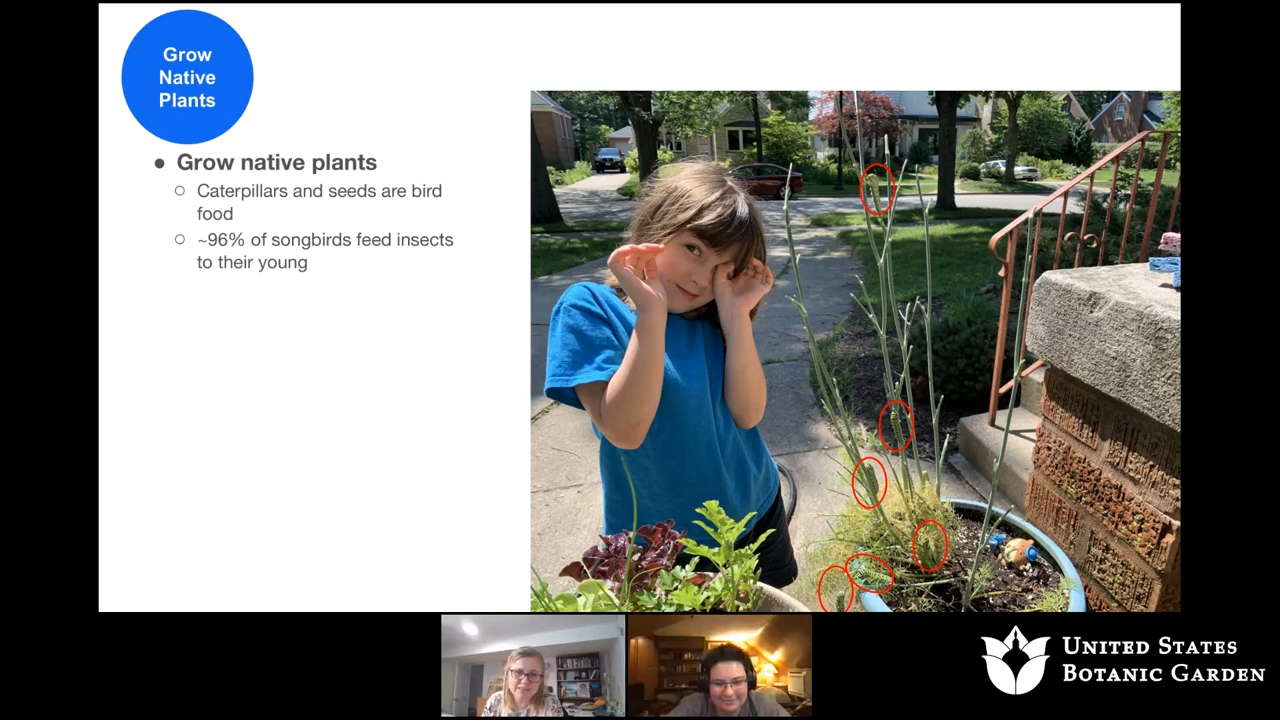 Grow
Native
Plants
● Grow native plants
○ Caterpillars and seeds are bird
food
○ ~96% of songbirds feed insects
to their young
UNITED STATES
BOTANIC GARDEN